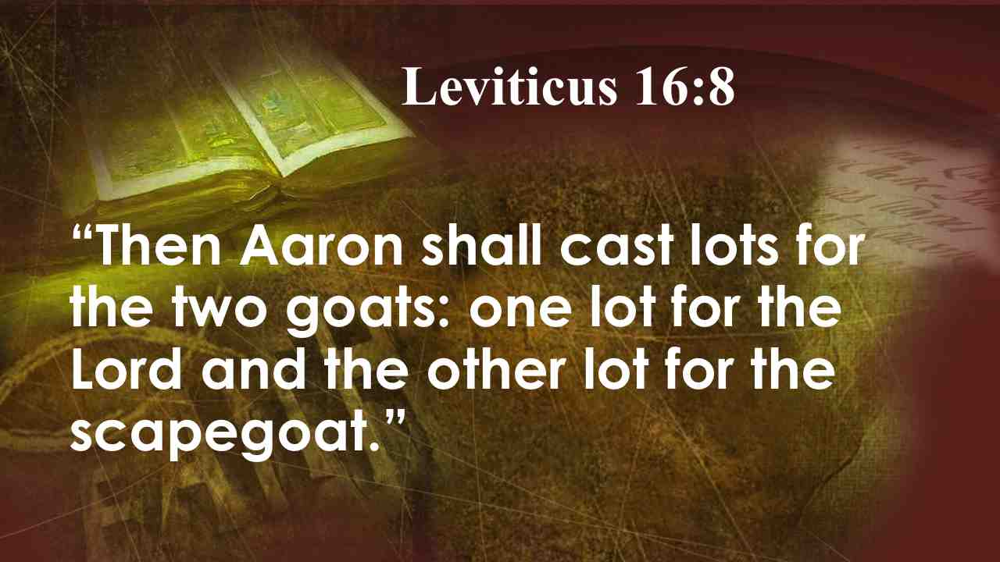 Leviticus 16:8
“Then Aaron shall cast lots for
the two goats: one lot for the
Lord and the other lot for the
scapegoat.”